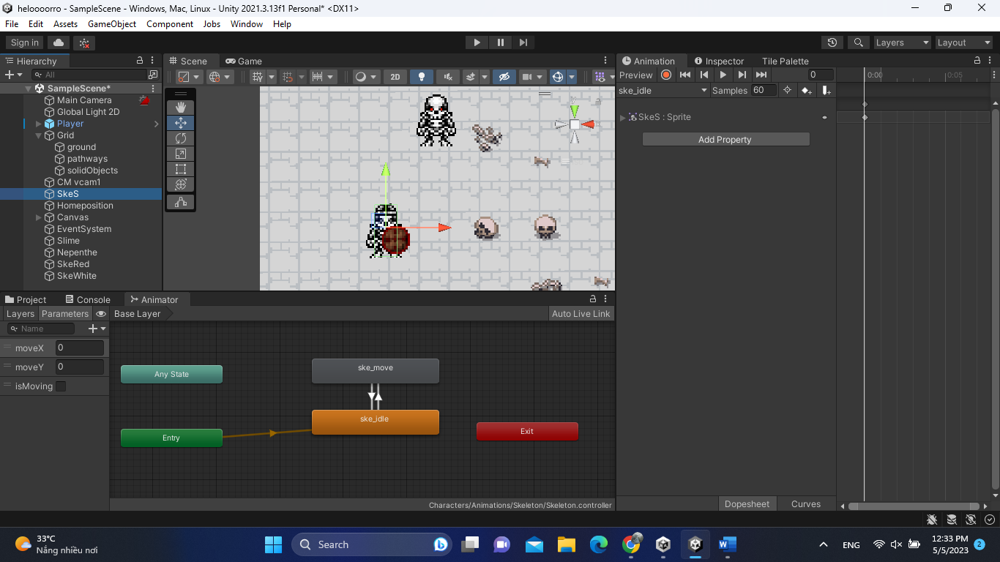 heloooorro - SampleScene - Windows, Mac, Linux - Unity 2021.3.13f1 Personal* <DX11>
File Edit Assets GameObject Component Jobs Window Help
Sign in Layers Layout
Hierarchy
All
SampleScene*
Main Camera
Global Light 2D
Player
Grid
ground
pathways
solidObjects
CM vcam1
SkeS
Homeposition
Canvas
EventSystem
Slime
Nepenthe
SkeRed
SkeWhite
Scene Game
2D
y
Animation Inspector Tile Palette
Preview 0 0:00 0:05
ske_idle Samples 60
SkeS : Sprite
Add Property
Dopesheet Curves
Project Console Animator
Layers Parameters Base Layer Auto Live Link
Name
moveX 0
moveY 0
isMoving
Any State
ske_move
ske_idle
Entry
Exit
Characters/Animations/Skeleton/Skeleton.controller
33°C
Nắng nhiều nơi
Search
ENG
12:33 PM
5/5/2023
2